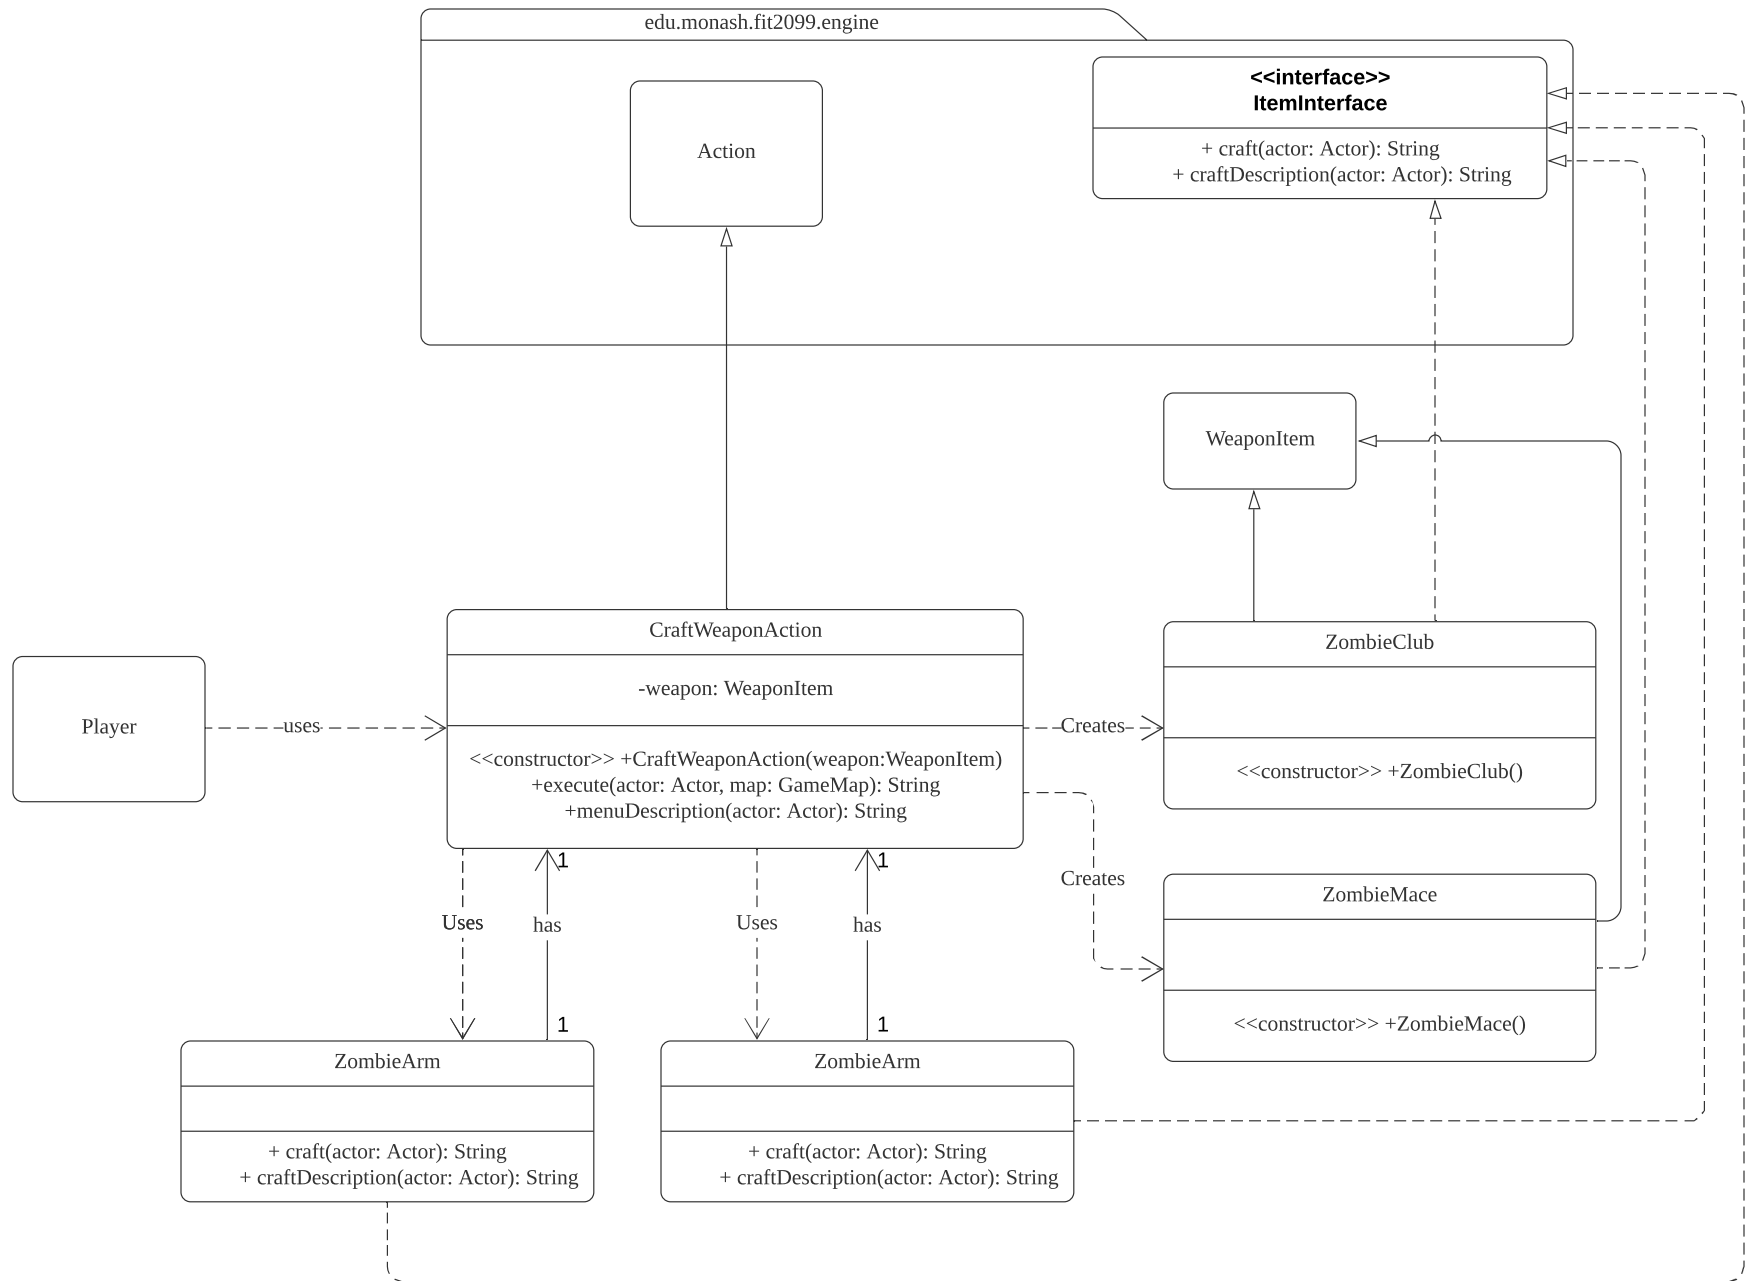 edu.monash.fit2099.engine
<<interface>>
ItemInterface
+ craft(actor: Actor): String
+ craftDescription(actor: Actor): String
Action
WeaponItem
CraftWeaponAction
-weapon: WeaponItem
<<constructor>> +CraftWeaponAction(weapon:WeaponItem)
+execute(actor: Actor, map: GameMap): String
+menuDescription(actor: Actor): String
ZombieClub
<<constructor>> +ZombieClub()
Player
uses
Creates
Creates
ZombieMace
<<constructor>> +ZombieMace()
1
1
Uses
has
Uses
has
1
1
ZombieArm
+ craft(actor: Actor): String
+ craftDescription(actor: Actor): String
ZombieArm
+ craft(actor: Actor): String
+ craftDescription(actor: Actor): String